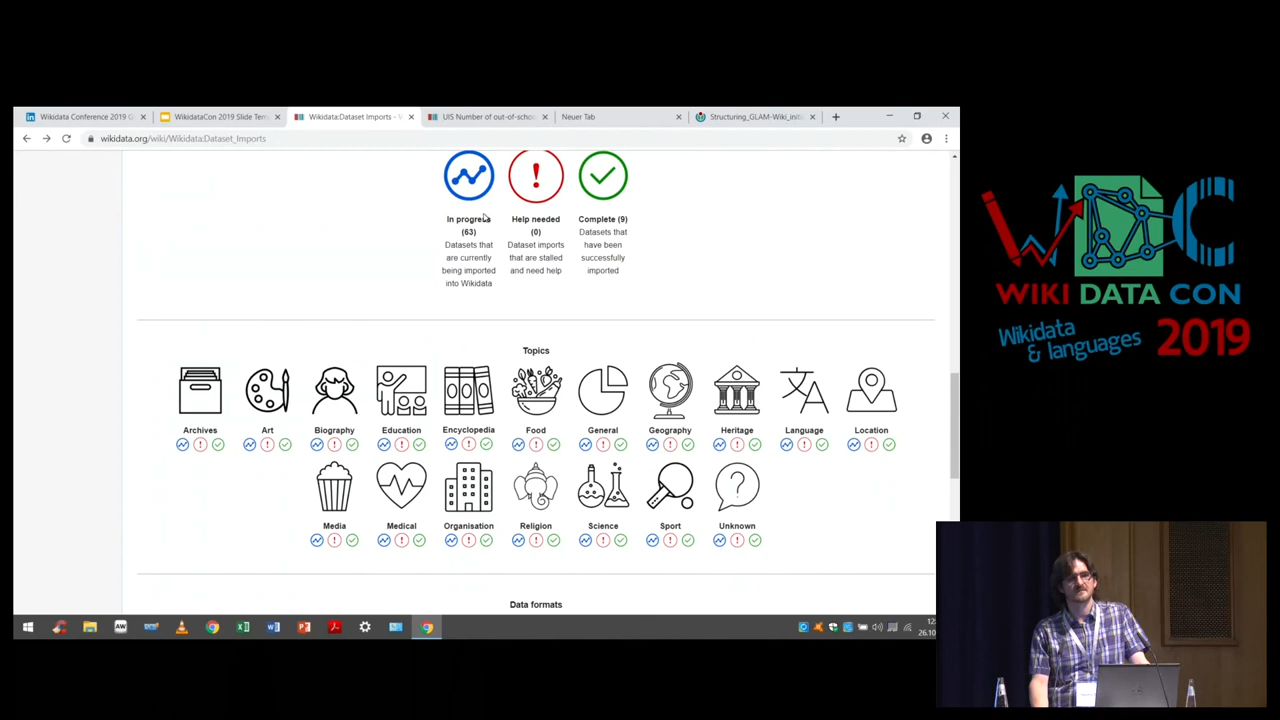 Wikidata Conference 2019 G
WikidataCon 2019 Slide Tem
Wikidata:Dataset Imports - W
UIS Number of out-of-scho
Neuer Tab
Structuring_GLAM-Wiki_initi
wikidata.org/wiki/Wikidata:Dataset_Imports
In progress (63)
Datasets that
are currently
being imported
into Wikidata
Help needed
(0)
Dataset imports
that are stalled
and need help
Complete (9)
Datasets that
have been
successfully
imported
Topics
Archives
Art
Biography
Education
Encyclopedia
Food
General
Geography
Heritage
Language
Location
Media
Medical
Organisation
Religion
Science
Sport
Unknown
Data formats
26.10
WIKI DATA CON
Wikidata
& languages
2019